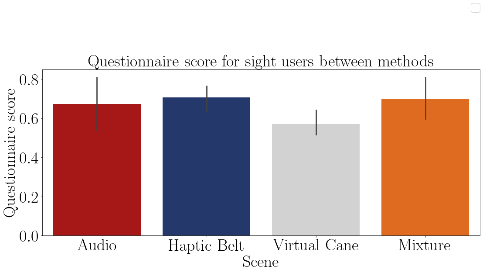 Questionnaire score for sight users between methods
Questionnaire score
0.8
0.6
0.4
0.2
0.0
Audio Haptic Belt Virtual Cane Mixture
Scene